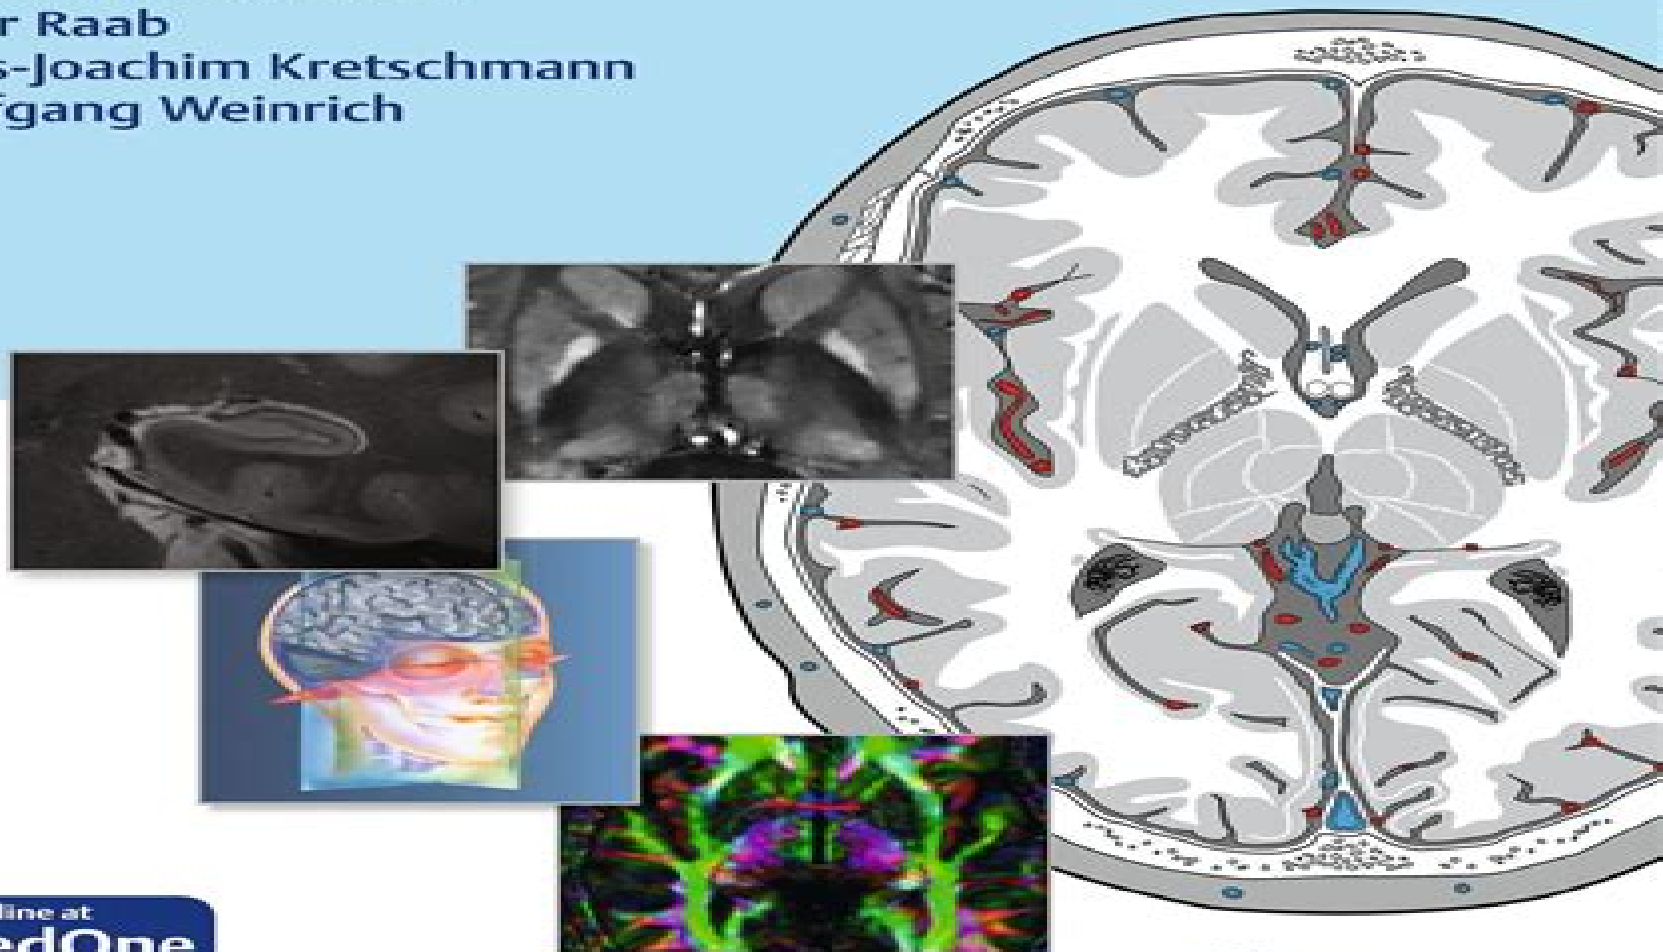 r Raab
s-Joachim Kretschmann
fgang Weinrich
line at
edOne